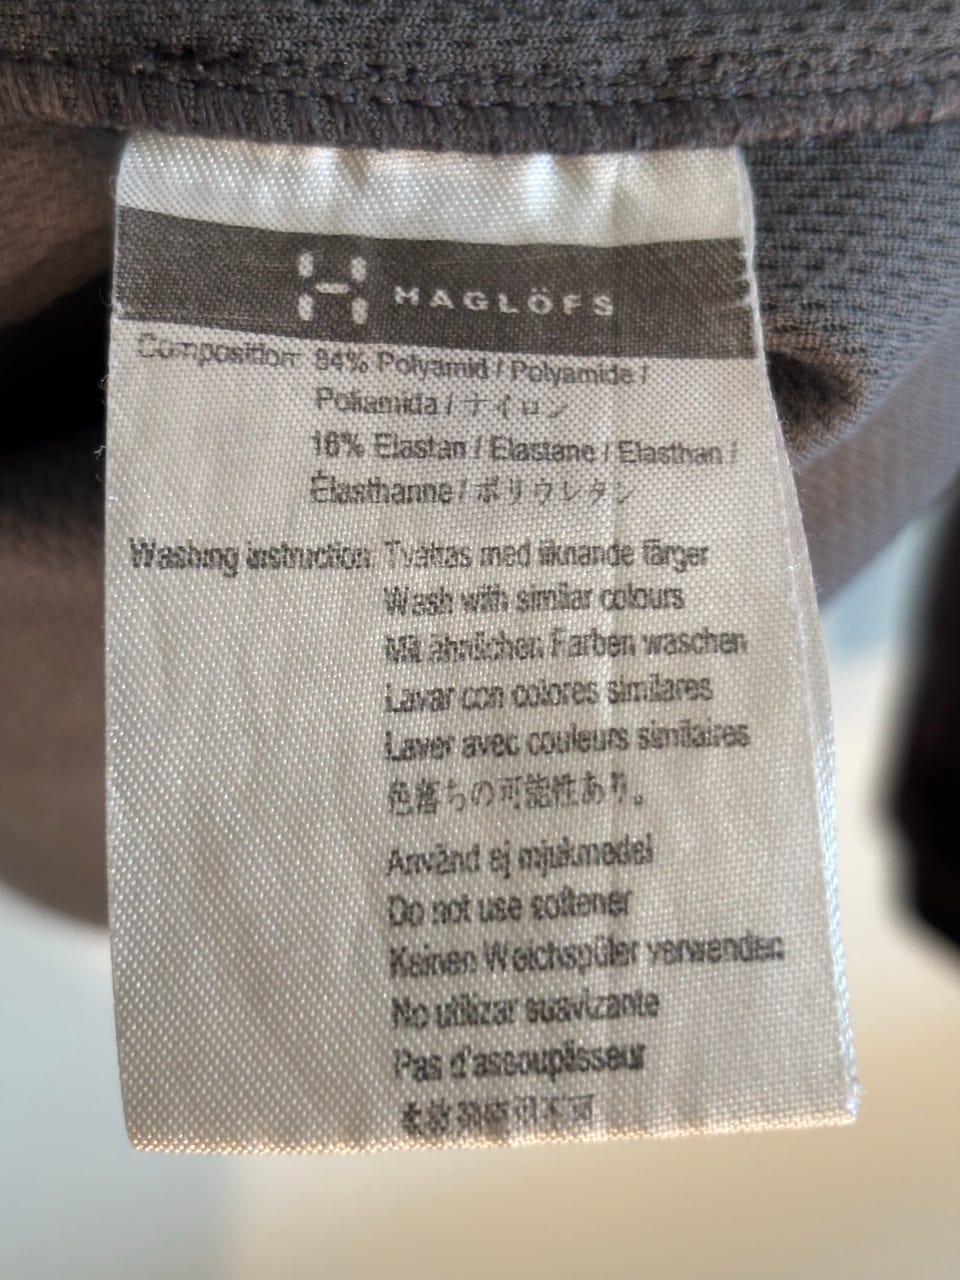 HAGLÖFS
Composition: 84% Polyamid / Polyamide /
Poliamida / ナイロン
16% Elastan / Elastane / Elasthan /
Élasthanne / ポリウレタン
Washing instruction: Tvättas med liknande färger
Wash with similar colours
Mit ähnlichen Farben waschen
Lavar con colores similares
Laver avec couleurs similaires
色落ちの可能性あり。
Använd ej mjukmedel
Do not use softener
Keinen Weichspüler verwenden
No utilizar suavizante
Pas d'assouplisseur